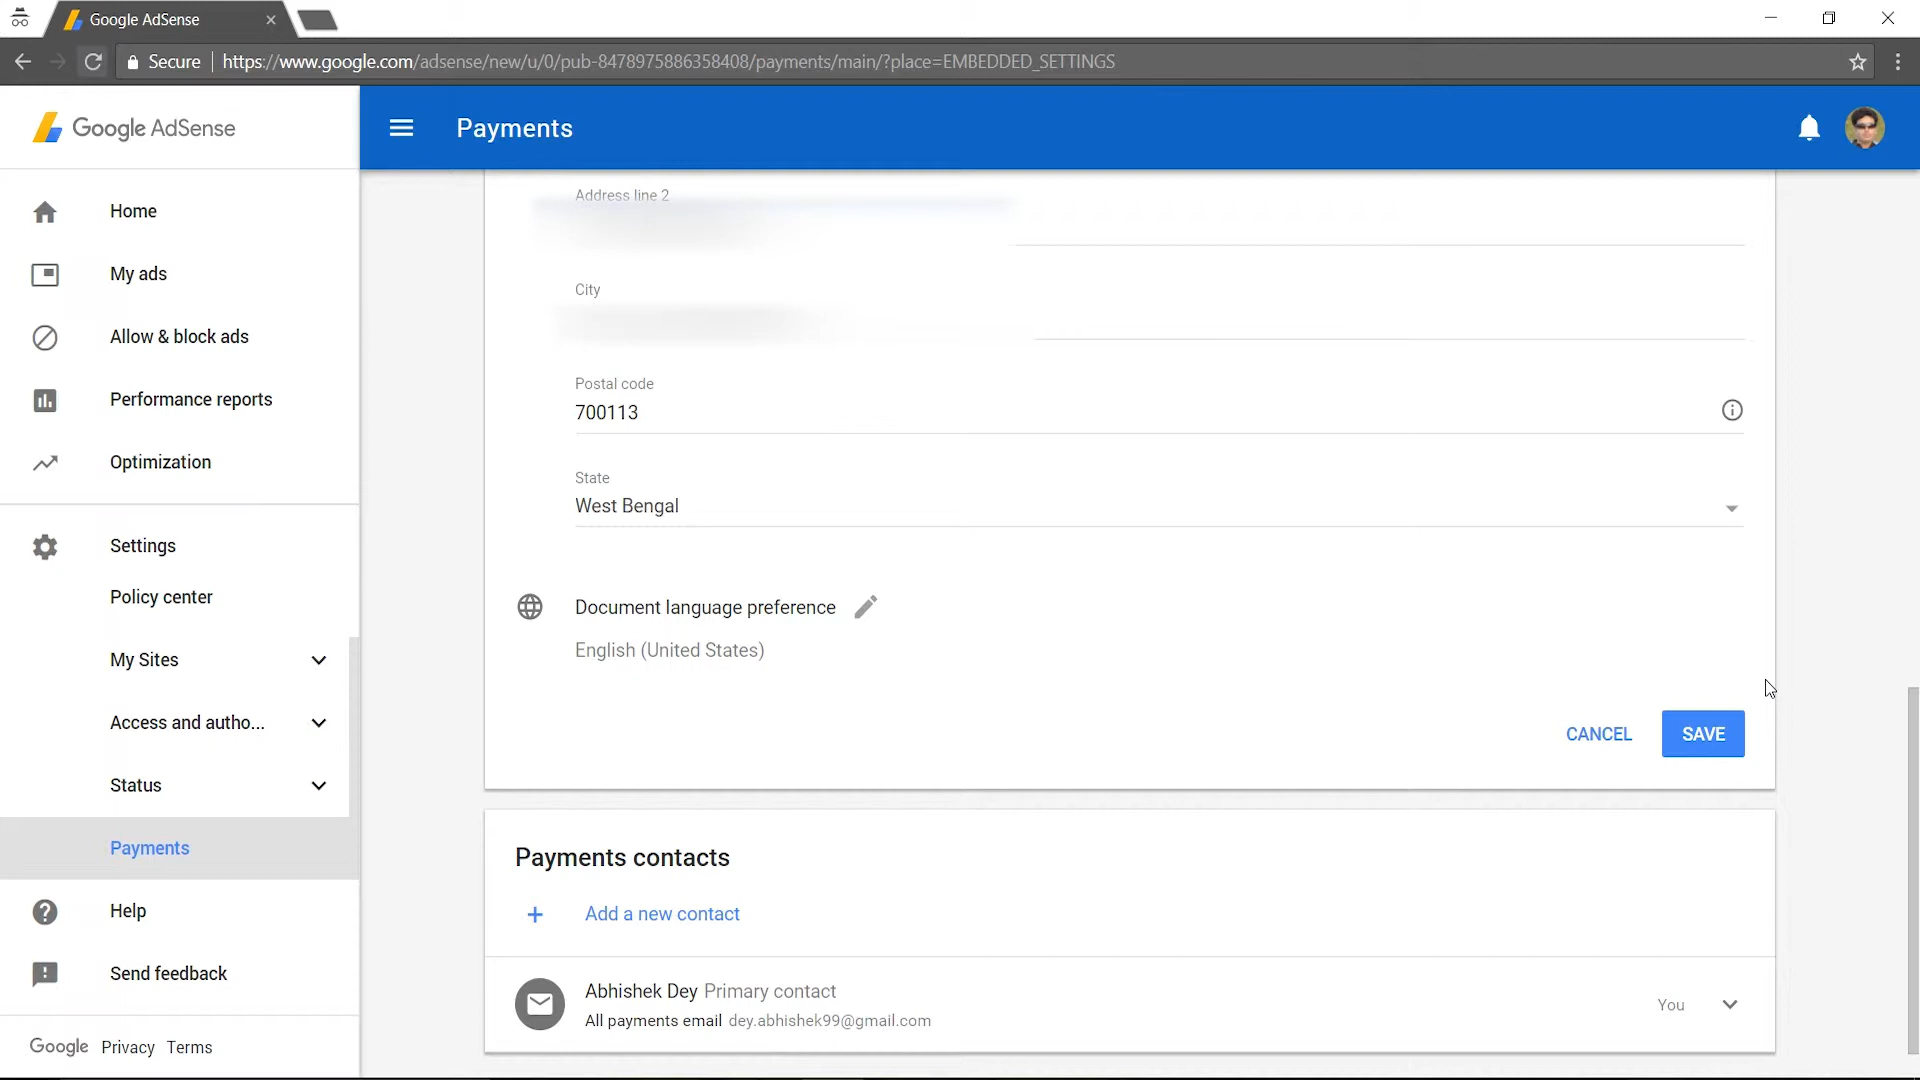 Google AdSense
Secure https://www.google.com/adsense/new/u/0/pub-8478975886358408/payments/main/?place=EMBEDDED_SETTINGS
Google AdSense
Payments
Home
My ads
Allow & block ads
Performance reports
Optimization
Settings
Policy center
My Sites
Access and autho...
Status
Payments
Help
Send feedback
Google Privacy Terms
Address line 2
City
Postal code
700113
State
West Bengal
Document language preference
English (United States)
CANCEL SAVE
Payments contacts
+ Add a new contact
Abhishek Dey Primary contact
All payments email dey.abhishek99@gmail.com
You